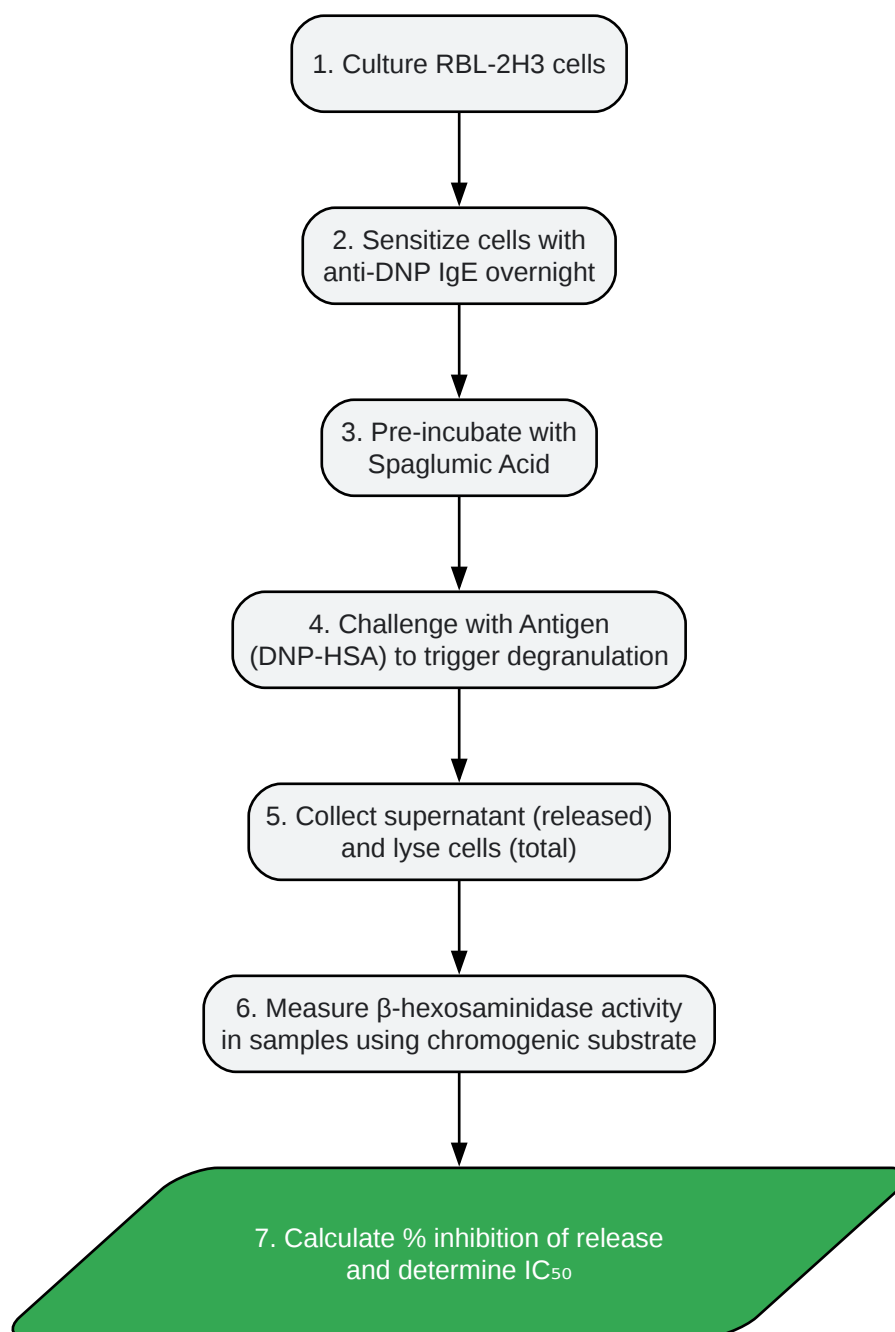 1. Culture RBL-2H3 cells
2. Sensitize cells with
anti-DNP IgE overnight
3. Pre-incubate with
Spaglumic Acid
4. Challenge with Antigen
(DNP-HSA) to trigger degranulation
5. Collect supernatant (released)
and lyse cells (total)
6. Measure β-hexosaminidase activity
in samples using chromogenic substrate
7. Calculate % inhibition of release
and determine IC₅₀